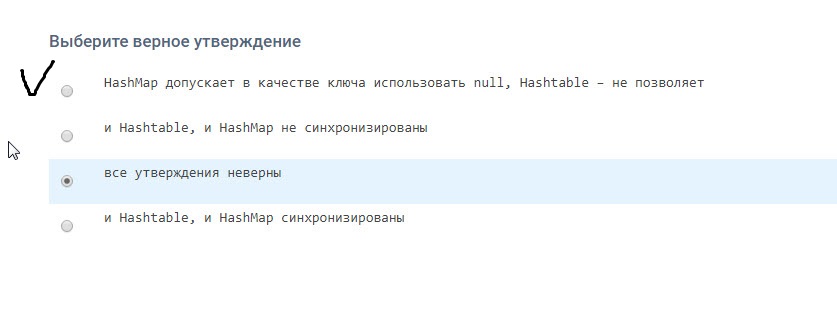 Выберите верное утверждение
HashMap допускает в качестве ключа использовать null, Hashtable – не позволяет
и Hashtable, и HashMap не синхронизированы
все утверждения неверны
и Hashtable, и HashMap синхронизированы